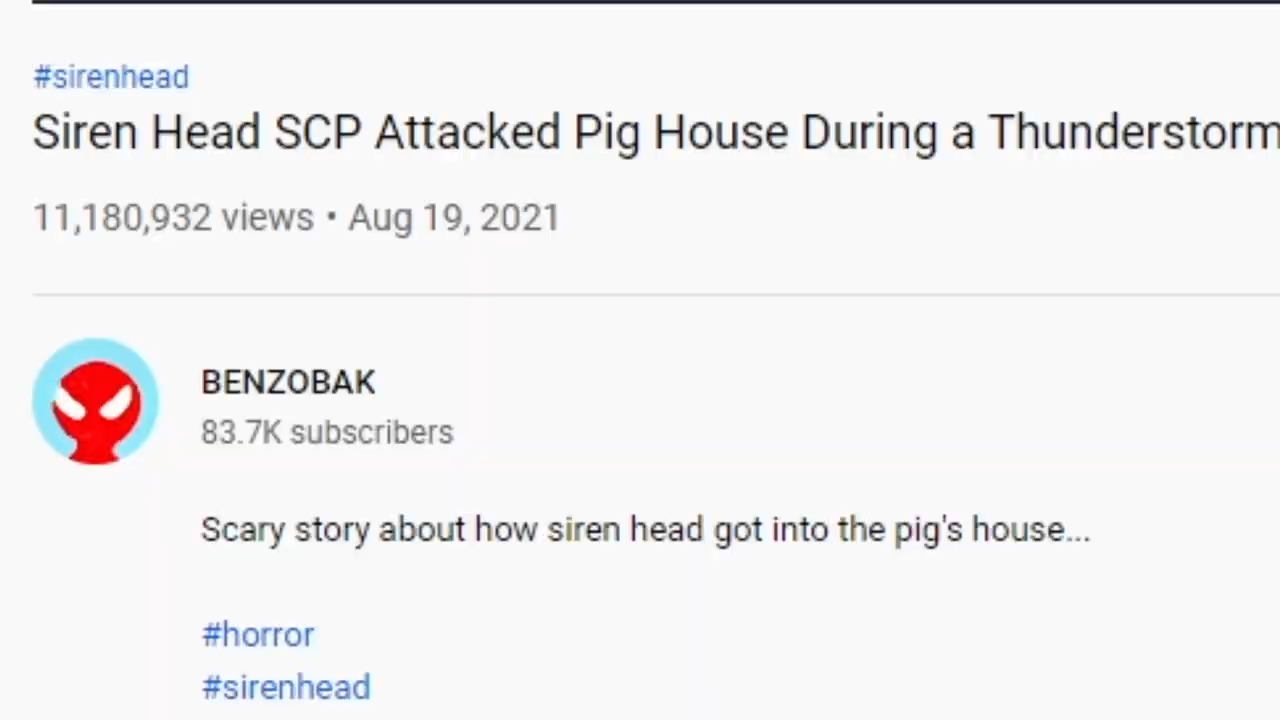 #sirenhead
Siren Head SCP Attacked Pig House During a Thunderstorm
11,180,932 views • Aug 19, 2021
BENZOBAK
83.7K subscribers
Scary story about how siren head got into the pig's house...
#horror
#sirenhead